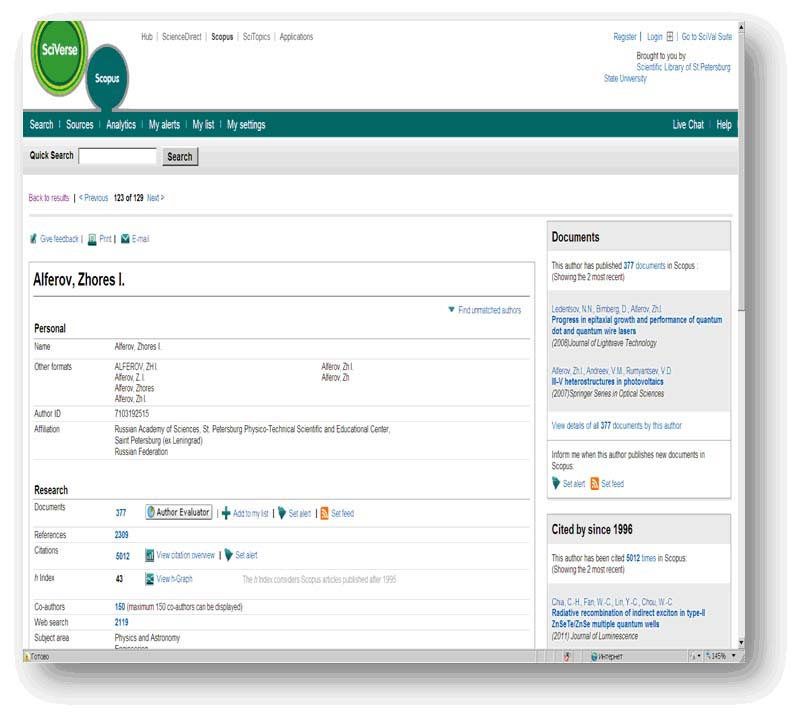 SciVerse
Scopus
Hub | ScienceDirect | Scopus | SciTopics | Applications
Register | Login | Go to SciVal Suite
Brought to you by
Scientific Library of St.Petersburg
State University
Search | Sources | Analytics | My alerts | My list | My settings
Live Chat | Help
Quick Search
Search
Back to results | < Previous 123 of 129 Next >
Give feedback | Print | E-mail
Alferov, Zhores I.
Find unmatched authors
Personal
Name Alferov, Zhores I.
Other formats ALFEROV, ZH I. Alferov, Zh I.
Alferov, Z. I. Alferov, Zh
Alferov, Zhores
Alferov, Zh I.
Author ID 7103192515
Affiliation Russian Academy of Sciences, St. Petersburg Physico-Technical Scientific and Educational Center,
Saint Petersburg (ex Leningrad)
Russian Federation
Research
Documents 377 Author Evaluator | Add to my list | Set alert | Set feed
References 2309
Citations 5012 View citation overview | Set alert
h Index 43 View h-Graph The h Index considers Scopus articles published after 1995
Co-authors 150 (maximum 150 co-authors can be displayed)
Web search 2119
Subject area Physics and Astronomy
Engineering
Documents
This author has published 377 documents in Scopus :
(Showing the 2 most recent)
Ledentsov, N.N., Bimberg, D., Alferov, Zh.I.
Progress in epitaxial growth and performance of quantum
dot and quantum wire lasers
(2008)Journal of Lightwave Technology
Alferov, Zh.I., Andreev, V.M., Rumyantsev, V.D.
III-V heterostructures in photovoltaics
(2007)Springer Series in Optical Sciences
View details of all 377 documents by this author
Inform me when this author publishes new documents in
Scopus:
Set alert Set feed
Cited by since 1996
This author has been cited 5012 times in Scopus:
(Showing the 2 most recent)
Chia, C.-H., Fan, W.-C., Lin, Y.-C., Chou, W.-C.
Radiative recombination of indirect exciton in type-II
ZnSeTe/ZnSe multiple quantum wells
(2011) Journal of Luminescence
Готово Интернет 145%